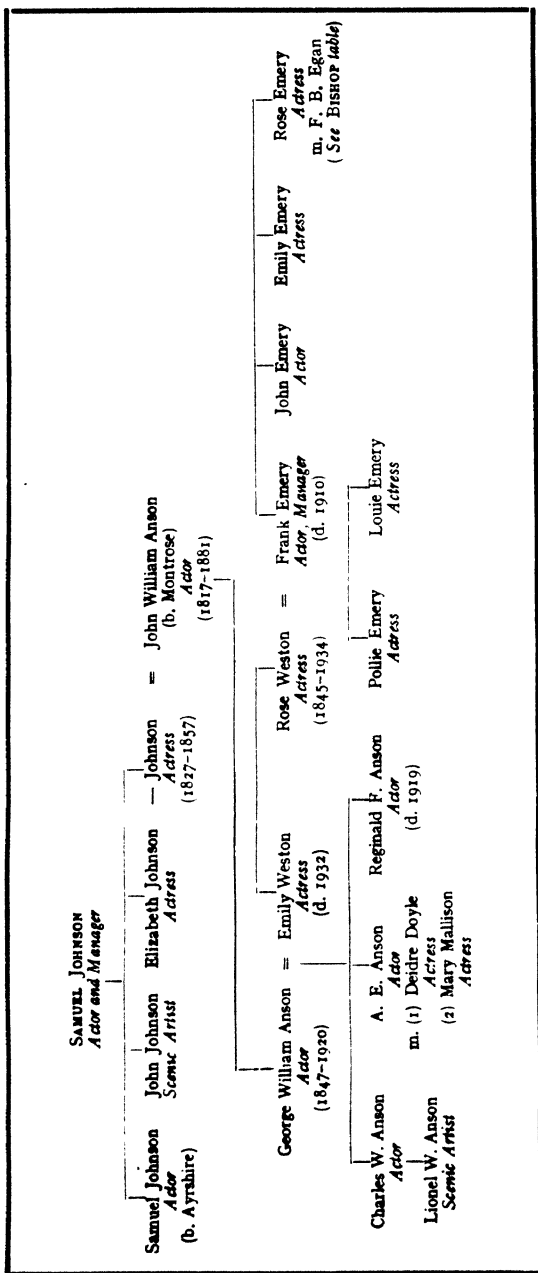 SAMUEL JOHNSON
Actor and Manager
Samuel Johnson
Actor
(b. Ayrshire)
John Johnson
Scenic Artist
Elizabeth Johnson
Actress
— Johnson
Actress
(1827-1857)
=
John William Anson
(b. Montrose)
Actor
(1817-1881)
George William Anson
Actor
(1847-1920)
=
Emily Weston
Actress
(d. 1932)
Rose Weston
Actress
(1845-1934)
=
Frank Emery
Actor, Manager
(d. 1910)
John Emery
Actor
Emily Emery
Actress
Rose Emery
Actress
m. F. B. Egan
(See BISHOP table)
Charles W. Anson
Actor
Lionel W. Anson
Scenic Artist
A. E. Anson
Actor
m. (1) Deidre Doyle
Actress
(2) Mary Mallison
Actress
Reginald F. Anson
Actor
(d. 1919)
Pollie Emery
Actress
Louie Emery
Actress